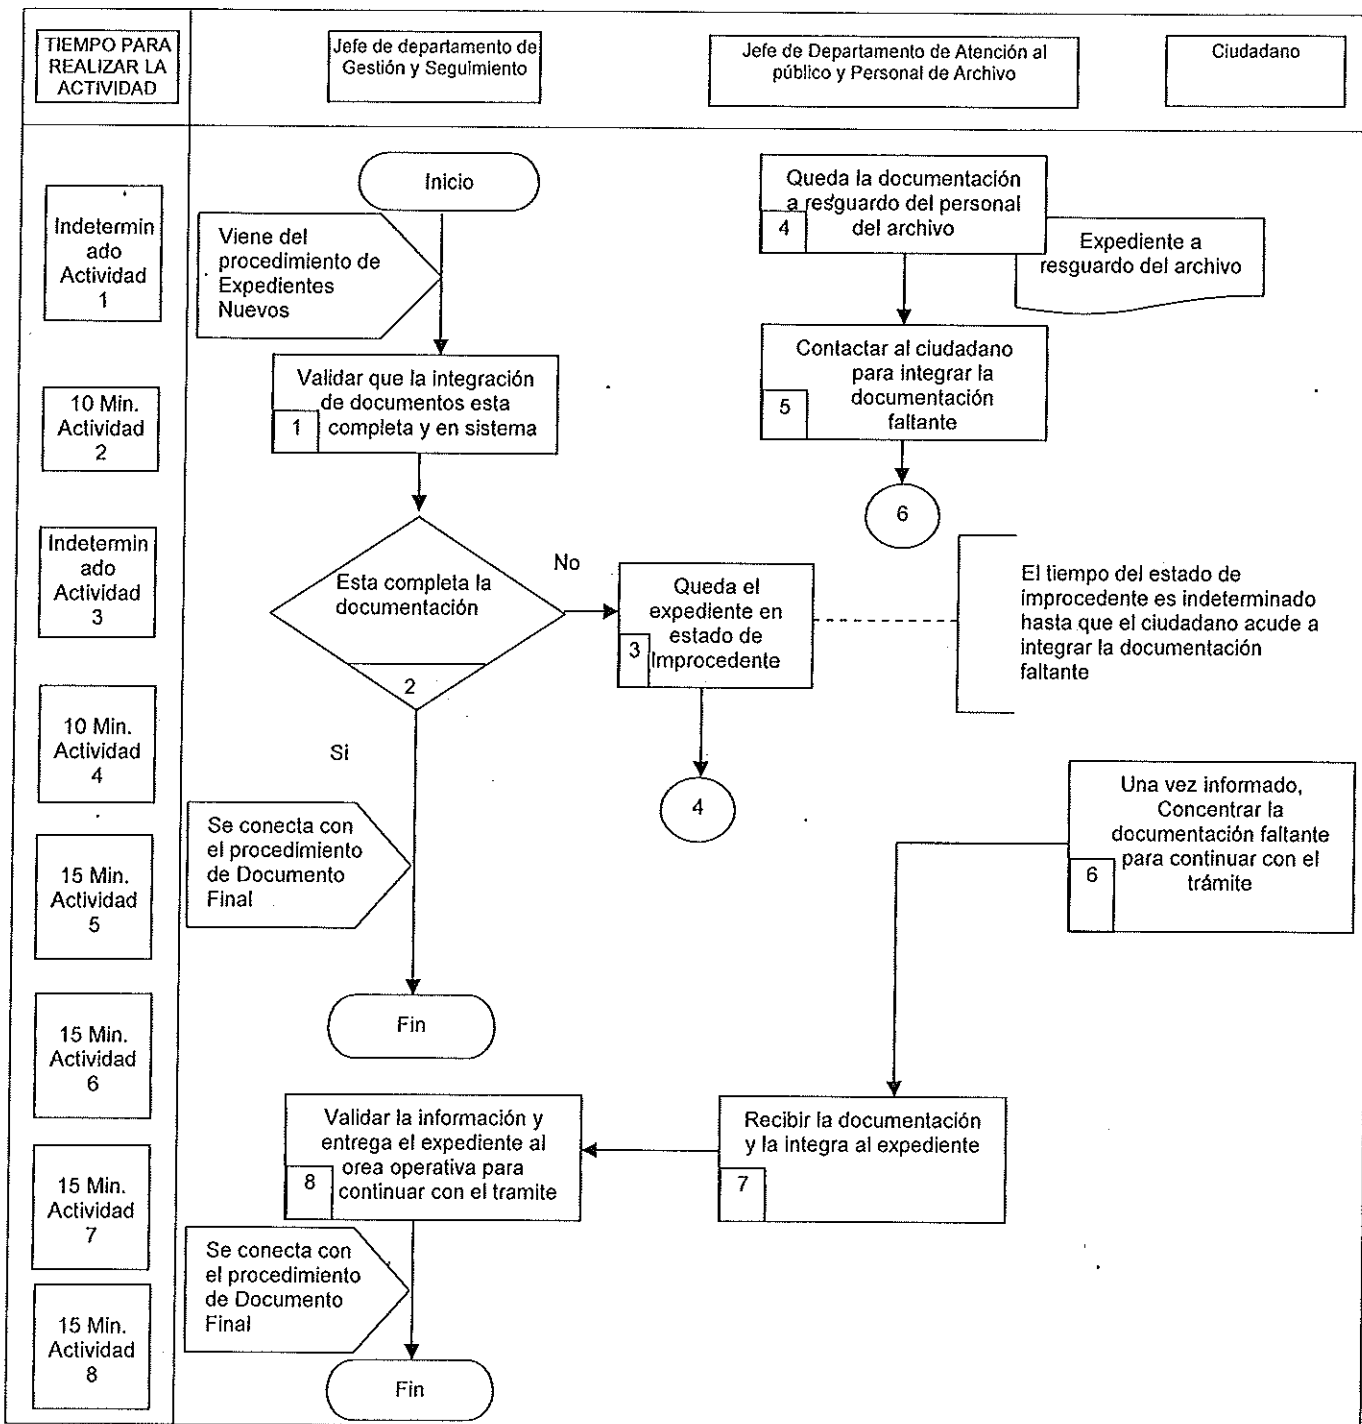 TIEMPO PARA
REALIZAR LA
ACTIVIDAD
Jefe de departamento de
Gestión y Seguimiento
Jefe de Departamento de Atención al
público y Personal de Archivo
Ciudadano
Indetermin
ado
Actividad
1
10 Min.
Actividad
2
Indetermin
ado
Actividad
3
10 Min.
Actividad
4
15 Min.
Actividad
5
15 Min.
Actividad
6
15 Min.
Actividad
7
15 Min.
Actividad
8
Inicio
Viene del
procedimiento de
Expedientes
Nuevos
Validar que la integración
de documentos esta
completa y en sistema
1
Esta completa la
documentación
2
No
Si
Queda el
expediente en
estado de
Improcedente
3
4
El tiempo del estado de
improcedente es indeterminado
hasta que el ciudadano acude a
integrar la documentación
faltante
Se conecta con
el procedimiento
de Documento
Final
Fin
Queda la documentación
a resguardo del personal
del archivo
4
Expediente a
resguardo del archivo
Contactar al ciudadano
para integrar la
documentación
faltante
5
6
Una vez informado,
Concentrar la
documentación faltante
para continuar con el
trámite
6
Recibir la documentación
y la integra al expediente
7
Validar la información y
entrega el expediente al
orea operativa para
continuar con el tramite
8
Se conecta con
el procedimiento
de Documento
Final
Fin